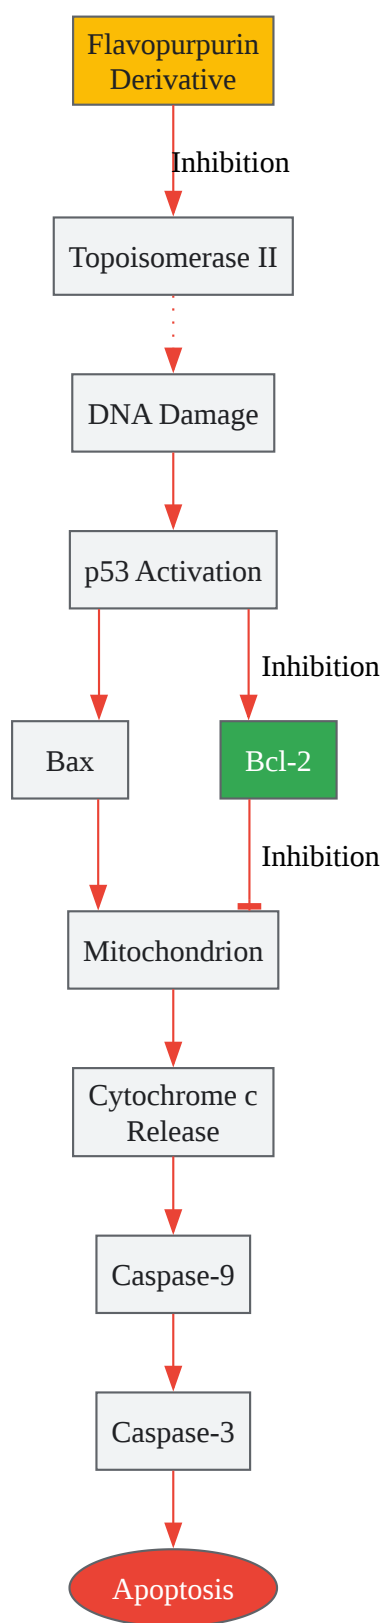 Flavopurpurin
Derivative
Inhibition
Topoisomerase II
DNA Damage
p53 Activation
Inhibition
Bax
Bcl-2
Inhibition
Mitochondrion
Cytochrome c
Release
Caspase-9
Caspase-3
Apoptosis